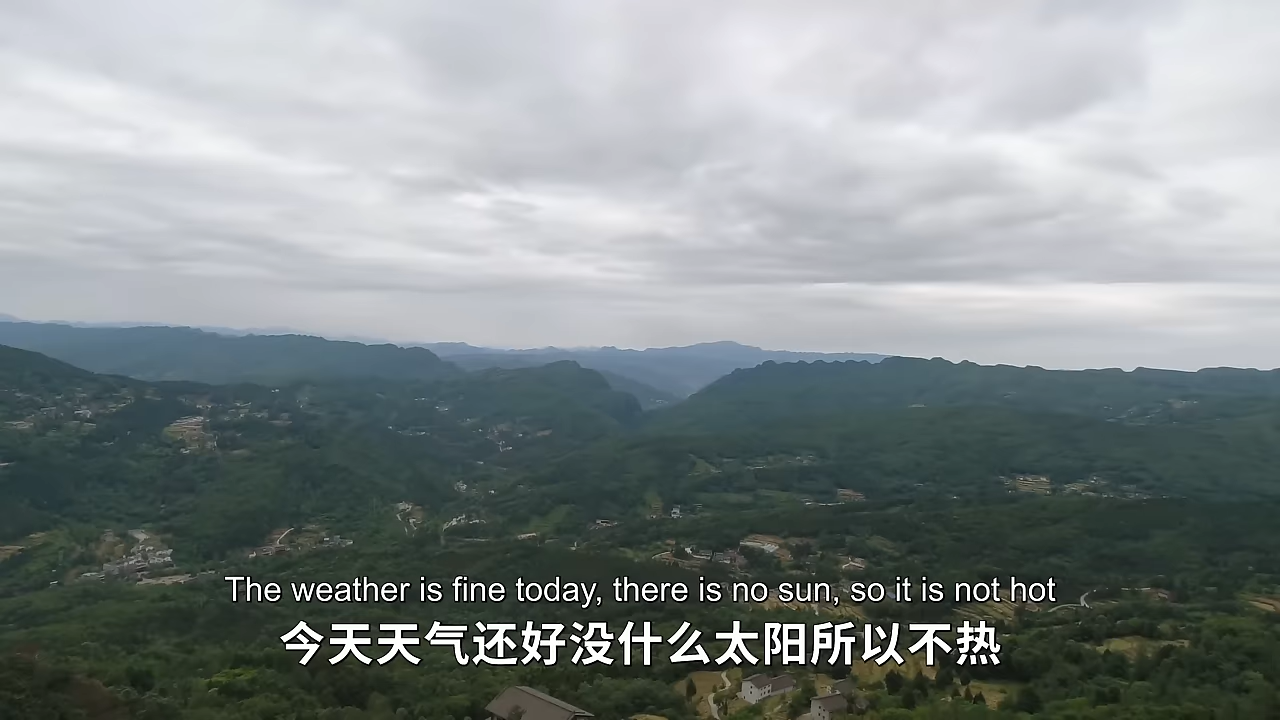 The weather is fine today, there is no sun, so it is not hot
今天天气还好没什么太阳所以不热